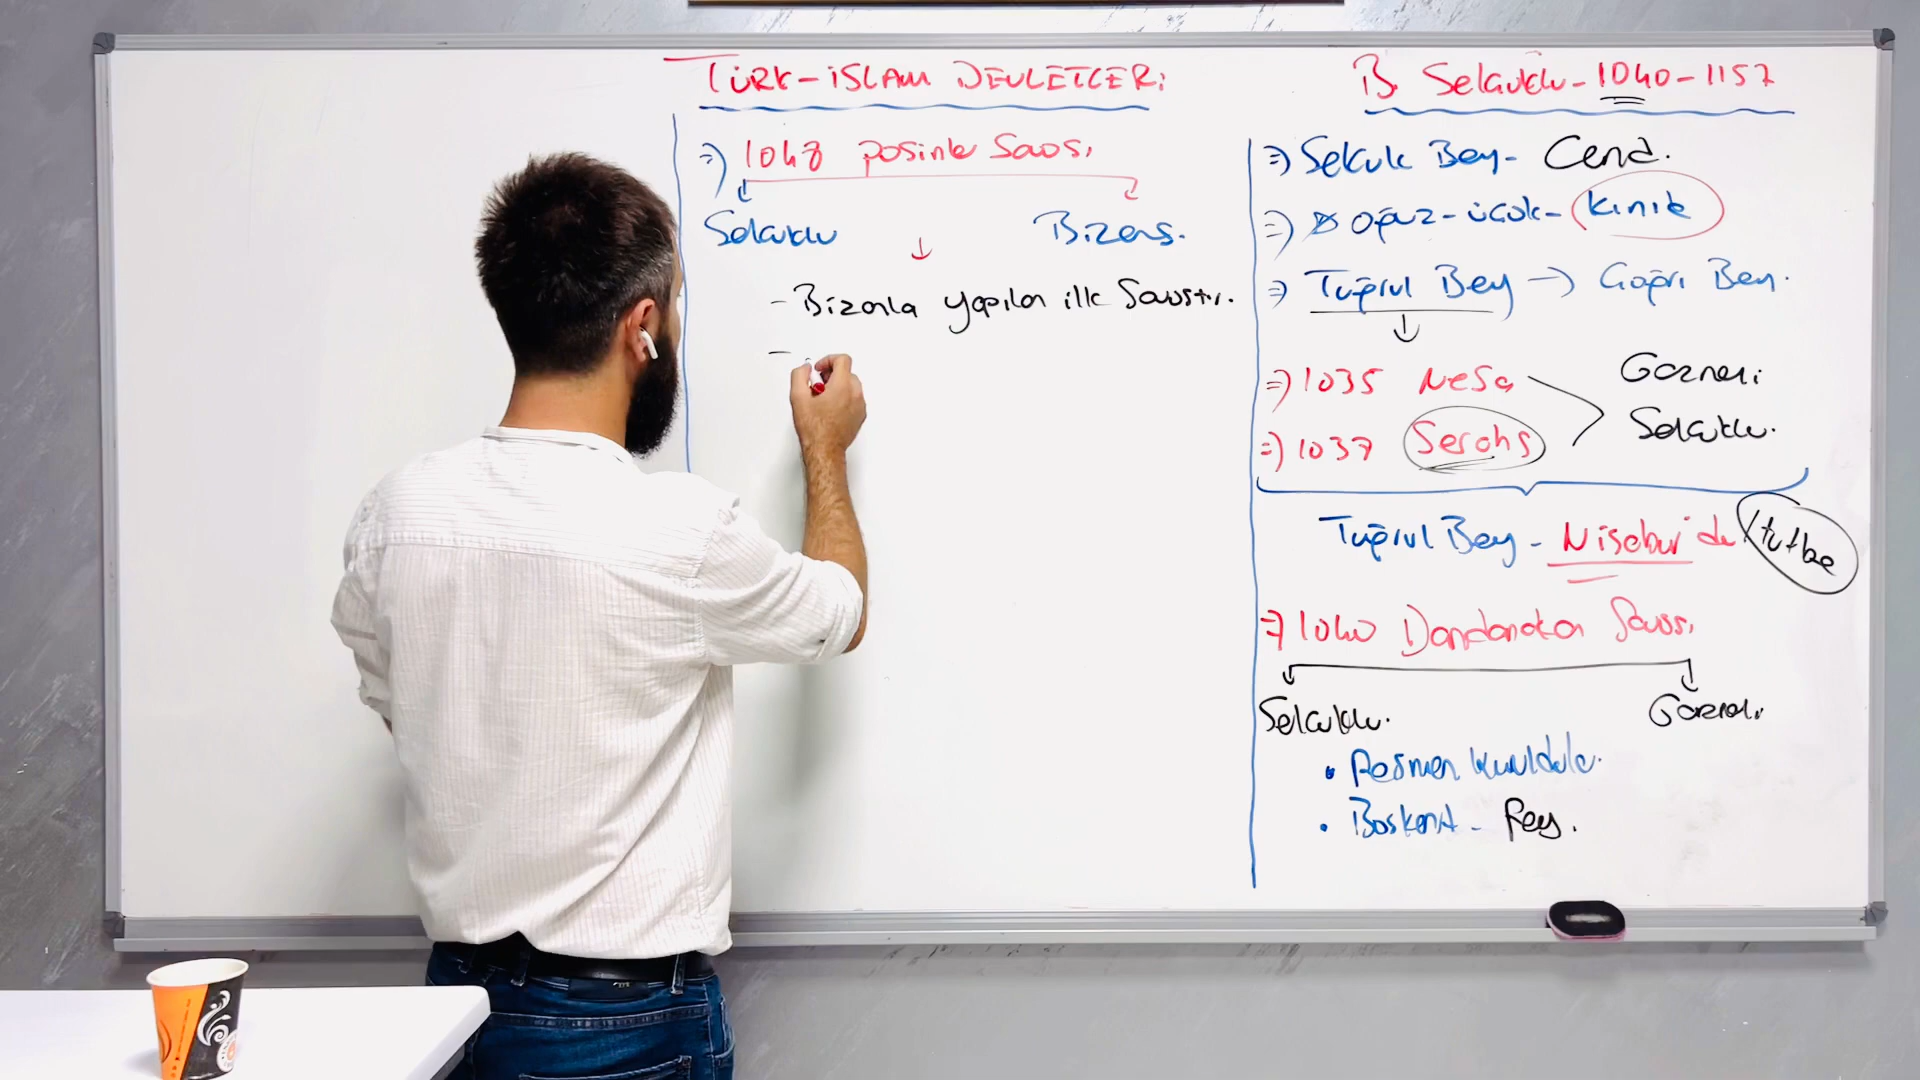 TÜRK-İSLAM DEVLETLERİ
⇒ 1048 Pasinler Savaşı
Selçuklu Bizans.
- Bizansla yapılan ilk Savaştır.
-
B. Selçuklu - 1040 - 1157
⇒ Selçuk Bey - Cend.
⇒ Oğuz - üçok - Kınık
⇒ Tuğrul Bey → Çağrı Bey.
⇒ 1035 Nesa
⇒ 1037 Serahs
Gazneli
Selçuklu.
Tuğrul Bey - Nişabur'da Hutbe
⇒ 1040 Dandanakan Savaşı
Selçuklu. Gazneli
• Resmen kuruldu.
• Başkent - Rey.